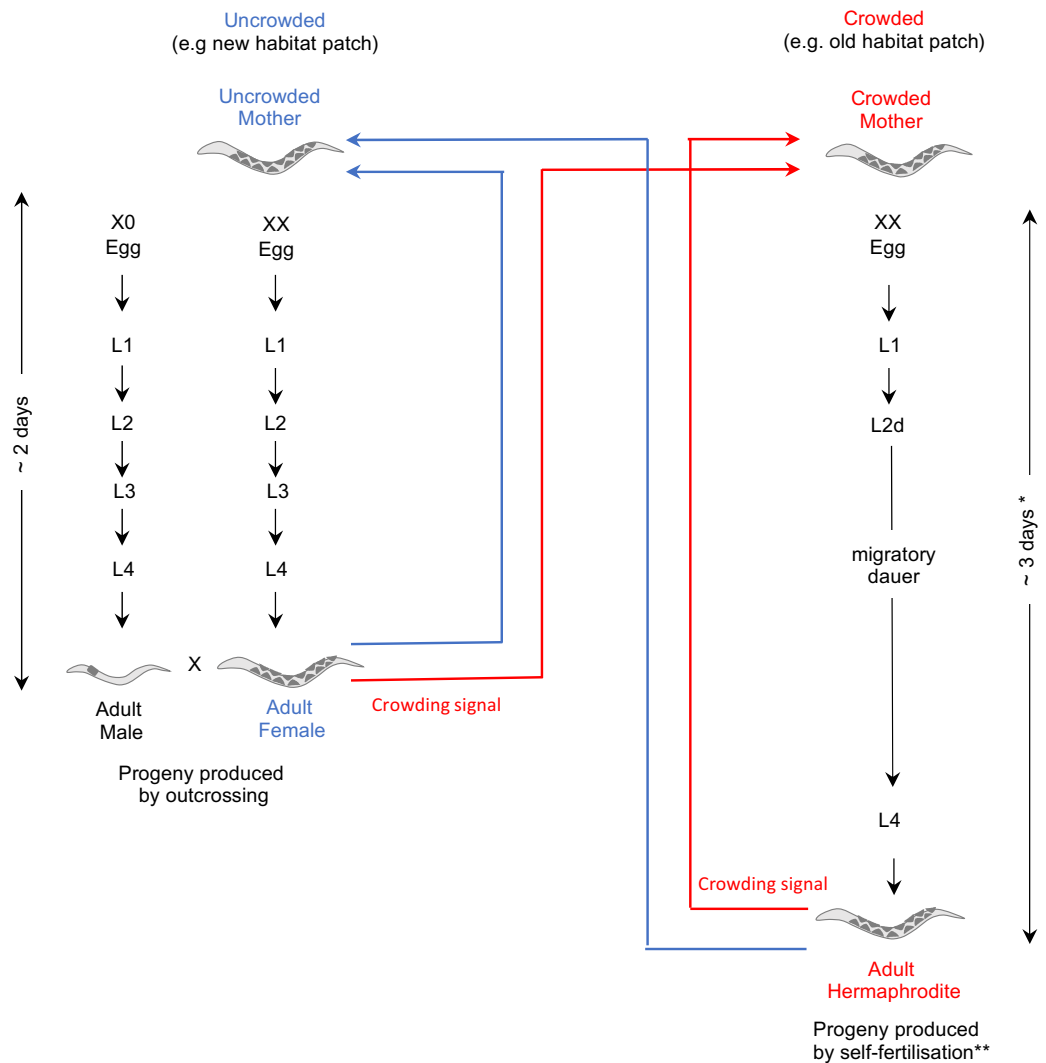 Uncrowded
(e.g new habitat patch)
Uncrowded
Mother
~ 2 days
X0
Egg
L1
L2
L3
L4
Adult
Male
X
XX
Egg
L1
L2
L3
L4
Adult
Female
Progeny produced
by outcrossing
Crowding signal
Crowded
(e.g. old habitat patch)
Crowded
Mother
XX
Egg
L1
L2d
migratory
dauer
L4
Crowding signal
Adult
Hermaphrodite
Progeny produced
by self-fertilisation**
~ 3 days *